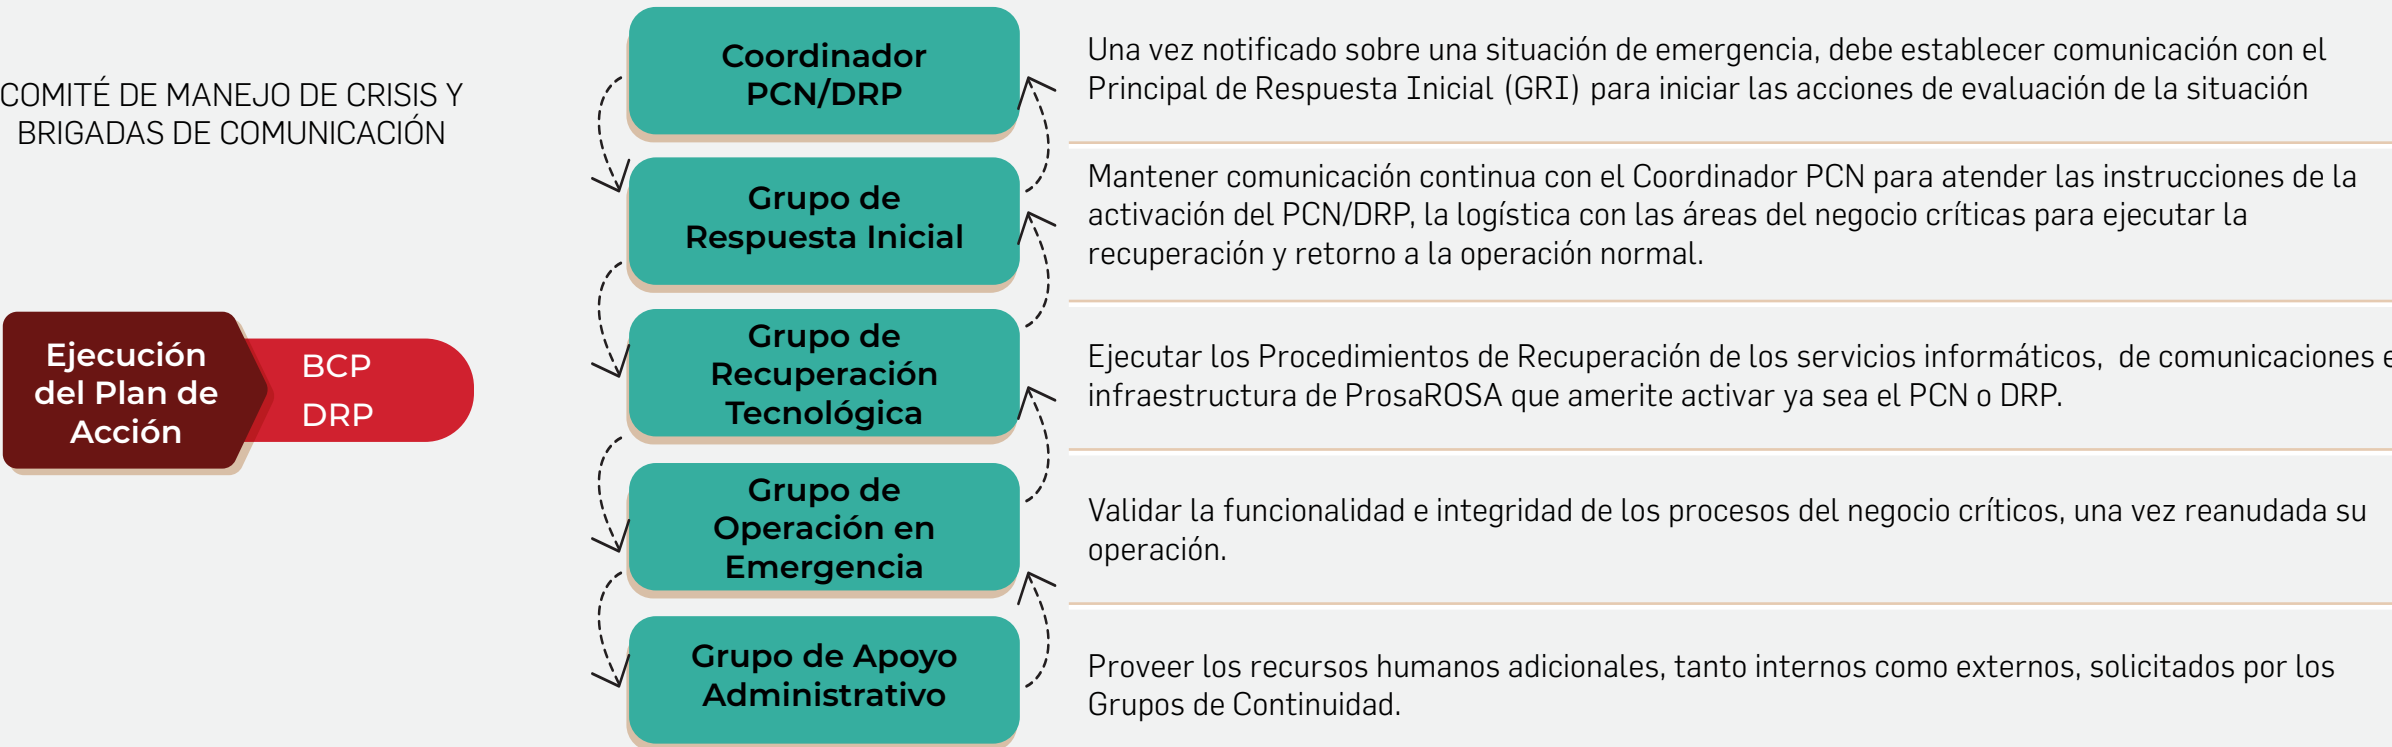 COMITÉ DE MANEJO DE CRISIS Y
BRIGADAS DE COMUNICACIÓN
Ejecución
del Plan de
Acción
BCP
DRP
Coordinador
PCN/DRP
Una vez notificado sobre una situación de emergencia, debe establecer comunicación con el
Principal de Respuesta Inicial (GRI) para iniciar las acciones de evaluación de la situación
Grupo de
Respuesta Inicial
Mantener comunicación continua con el Coordinador PCN para atender las instrucciones de la
activación del PCN/DRP, la logística con las áreas del negocio críticas para ejecutar la
recuperación y retorno a la operación normal.
Grupo de
Recuperación
Tecnológica
Ejecutar los Procedimientos de Recuperación de los servicios informáticos, de comunicaciones e
infraestructura de ProsaROSA que amerite activar ya sea el PCN o DRP.
Grupo de
Operación en
Emergencia
Validar la funcionalidad e integridad de los procesos del negocio críticos, una vez reanudada su
operación.
Grupo de Apoyo
Administrativo
Proveer los recursos humanos adicionales, tanto internos como externos, solicitados por los
Grupos de Continuidad.